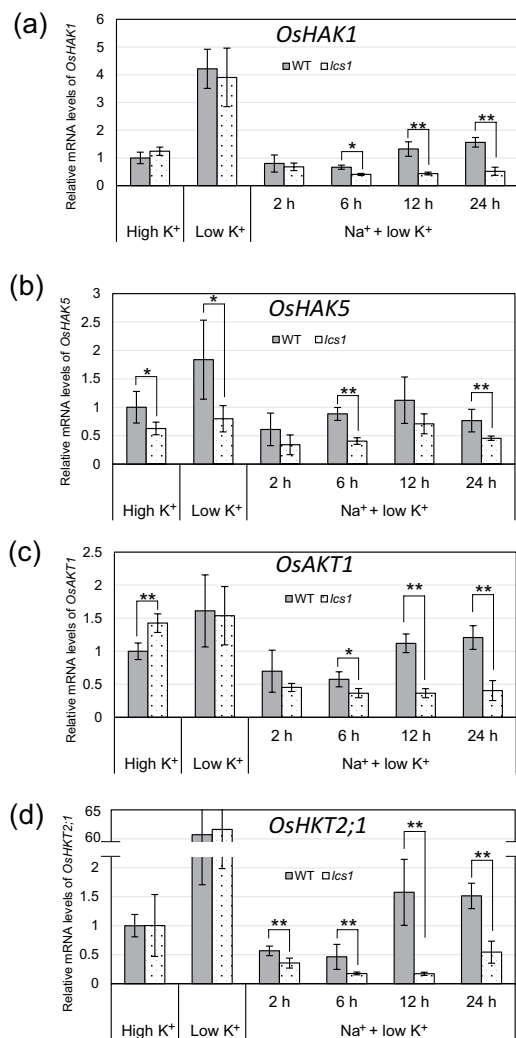 (a)
OsHAK1
Relative mRNA levels of OsHAK1
6
5
4
3
2
1
0
WT lcs1
* ** **
2 h 6 h 12 h 24 h
High K⁺ Low K⁺ Na⁺ + low K⁺
(b)
OsHAK5
Relative mRNA levels of OsHAK5
3
2.5
2
1.5
1
0.5
0
WT lcs1
* * ** **
2 h 6 h 12 h 24 h
High K⁺ Low K⁺ Na⁺ + low K⁺
(c)
OsAKT1
Relative mRNA levels of OsAKT1
2.5
2
1.5
1
0.5
0
WT lcs1
** * ** **
2 h 6 h 12 h 24 h
High K⁺ Low K⁺ Na⁺ + low K⁺
(d)
OsHKT2;1
Relative mRNA levels of OsHKT2;1
65
60
2
1.5
1
0.5
0
WT lcs1
** ** ** **
2 h 6 h 12 h 24 h
High K⁺ Low K⁺ Na⁺ + low K⁺